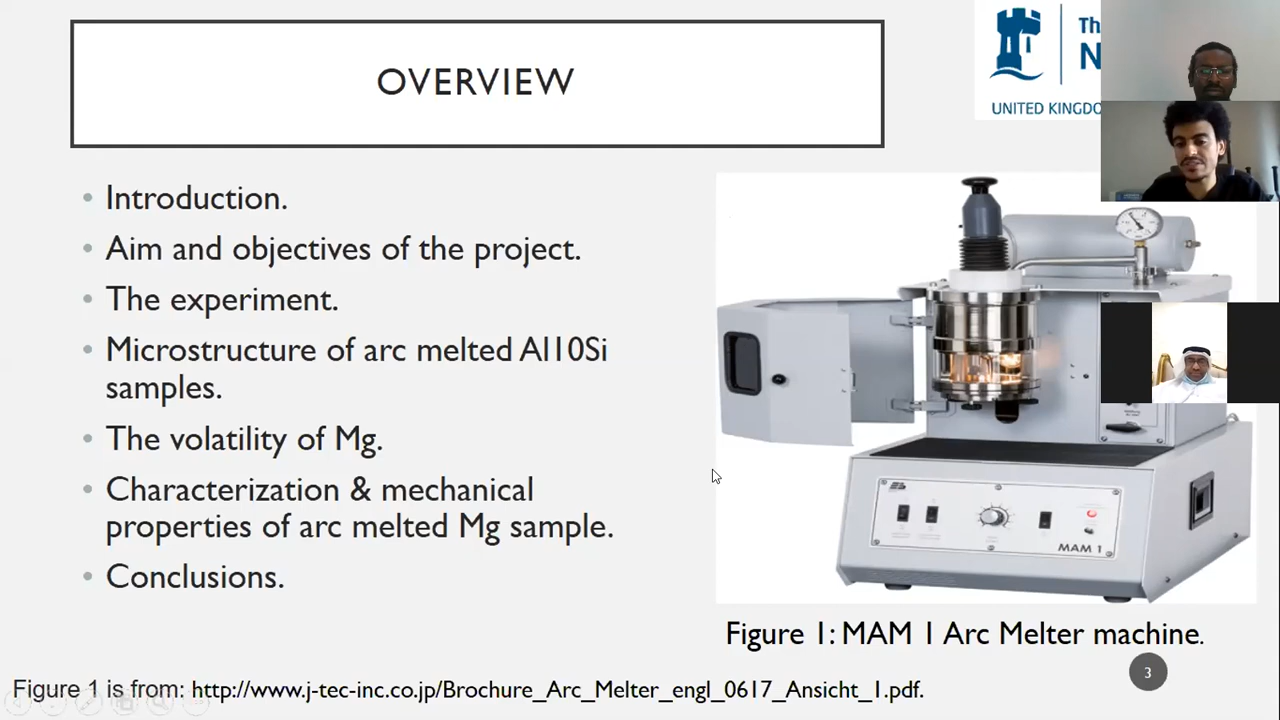 OVERVIEW
Th
N
UNITED KINGDO
• Introduction.
• Aim and objectives of the project.
• The experiment.
• Microstructure of arc melted Al10Si
samples.
• The volatility of Mg.
• Characterization & mechanical
properties of arc melted Mg sample.
• Conclusions.
MAM 1
Figure 1: MAM 1 Arc Melter machine.
3
Figure 1 is from: http://www.j-tec-inc.co.jp/Brochure_Arc_Melter_engl_0617_Ansicht_1.pdf.